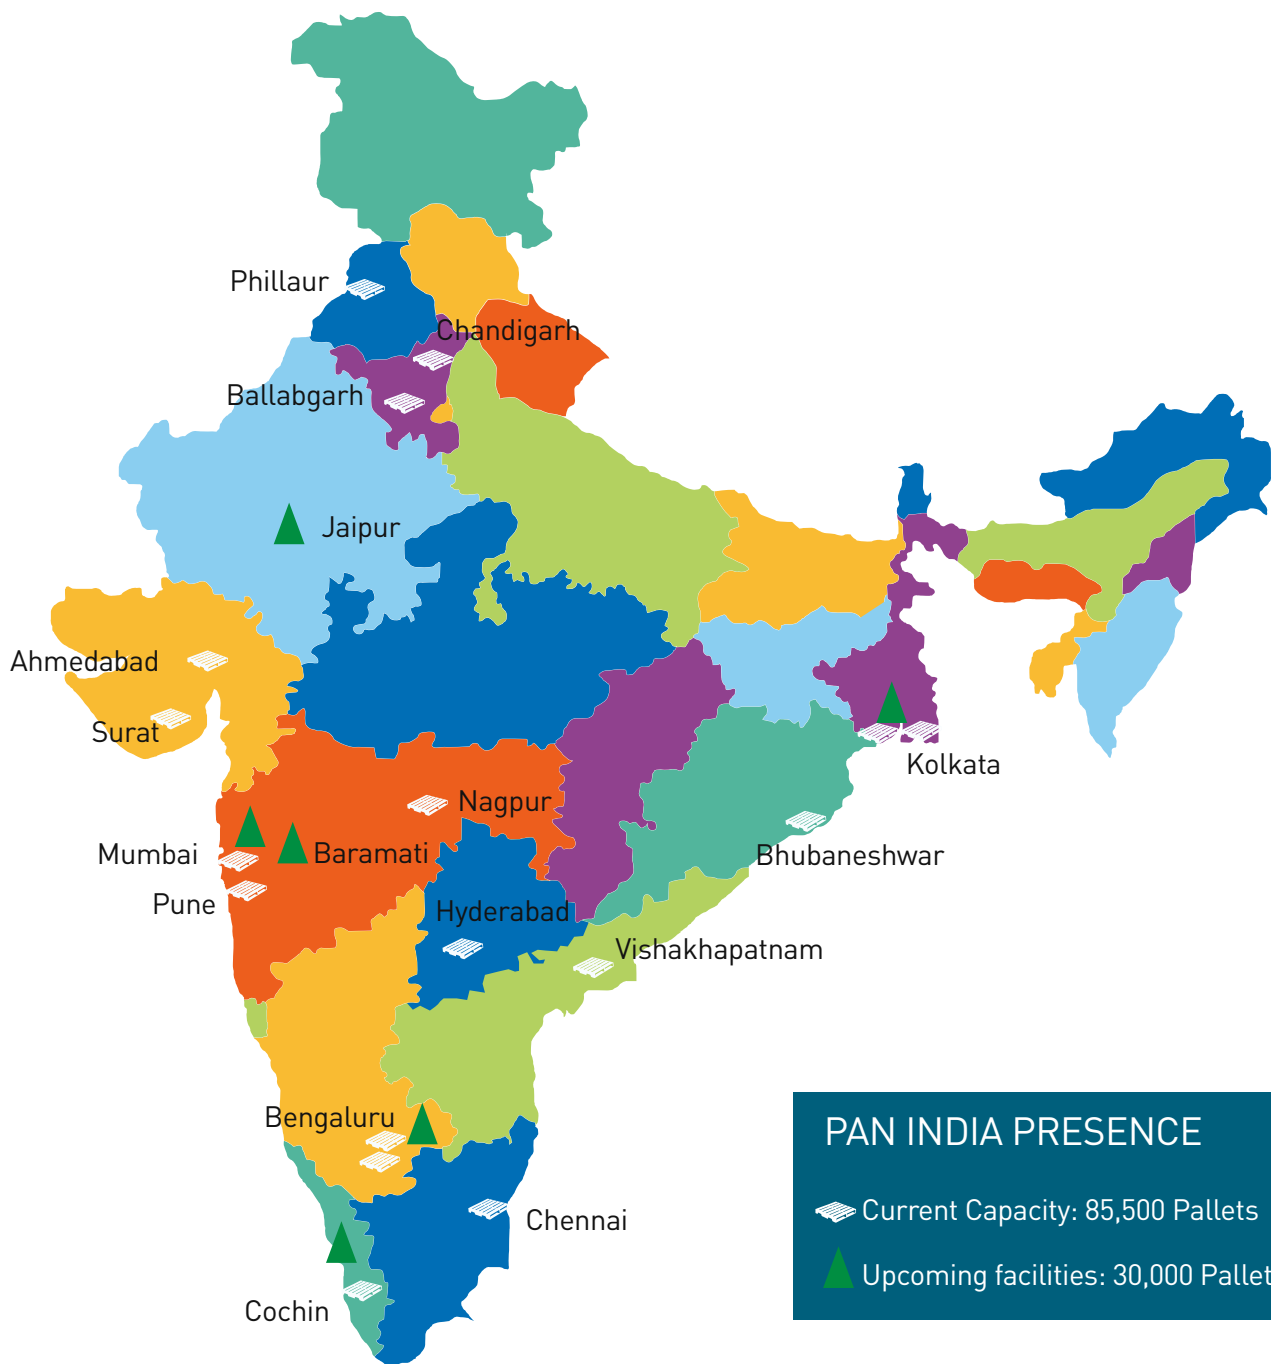 Phillaur
Chandigarh
Ballabgarh
Jaipur
Ahmedabad
Surat
Kolkata
Nagpur
Mumbai
Baramati
Bhubaneshwar
Pune
Hyderabad
Vishakhapatnam
Bengaluru
PAN INDIA PRESENCE
Current Capacity: 85,500 Pallets
Chennai
Upcoming facilities: 30,000 Pallet
Cochin